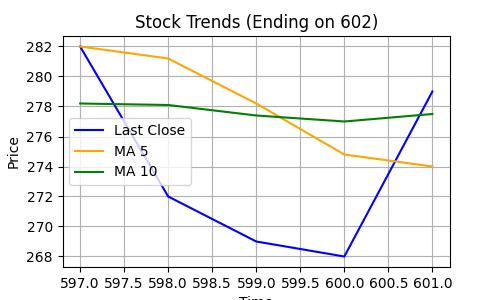 Stock Trends (Ending on 602)
Price
282
280
278
276
274
272
270
268
Last Close
MA 5
MA 10
597.0 597.5 598.0 598.5 599.0 599.5 600.0 600.5 601.0
Time